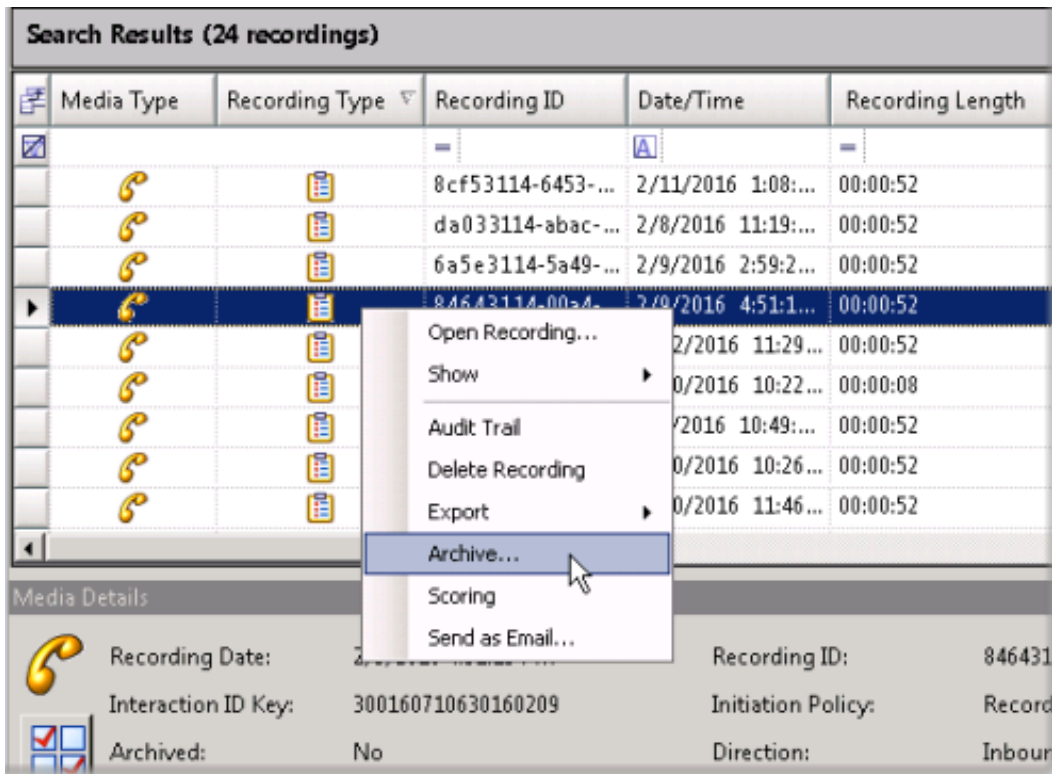 Search Results (24 recordings)
Media Type Recording Type Recording ID Date/Time Recording Length
= A =
8cf53114-6453-... 2/11/2016 1:08:... 00:00:52
da033114-abac-... 2/8/2016 11:19:... 00:00:52
6a5e3114-5a49-... 2/9/2016 2:59:2... 00:00:52
84643114-00a4- 2/9/2016 4:51:1... 00:00:52
Open Recording...
2/2016 11:29... 00:00:52
Show
0/2016 10:22... 00:00:08
Audit Trail
/2016 10:49:... 00:00:52
Delete Recording
0/2016 10:26... 00:00:52
Export
0/2016 11:46... 00:00:52
Archive...
Scoring
Send as Email...
Media Details
Recording Date: Recording ID: 846431
Interaction ID Key: 300160710630160209 Initiation Policy: Record
Archived: No Direction: Inbour